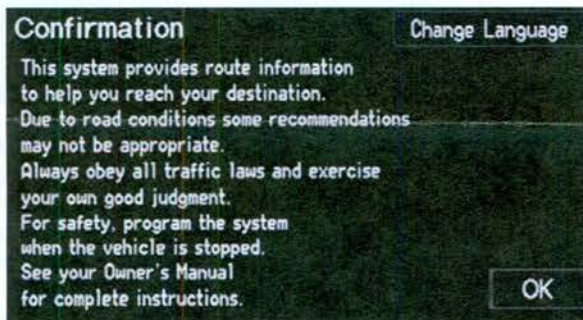 Confirmation
Change Language
This system provides route information
to help you reach your destination.
Due to road conditions some recommendations
may not be appropriate.
Always obey all traffic laws and exercise
your own good judgment.
For safety, program the system
when the vehicle is stopped.
See your Owner's Manual
for complete instructions.
OK